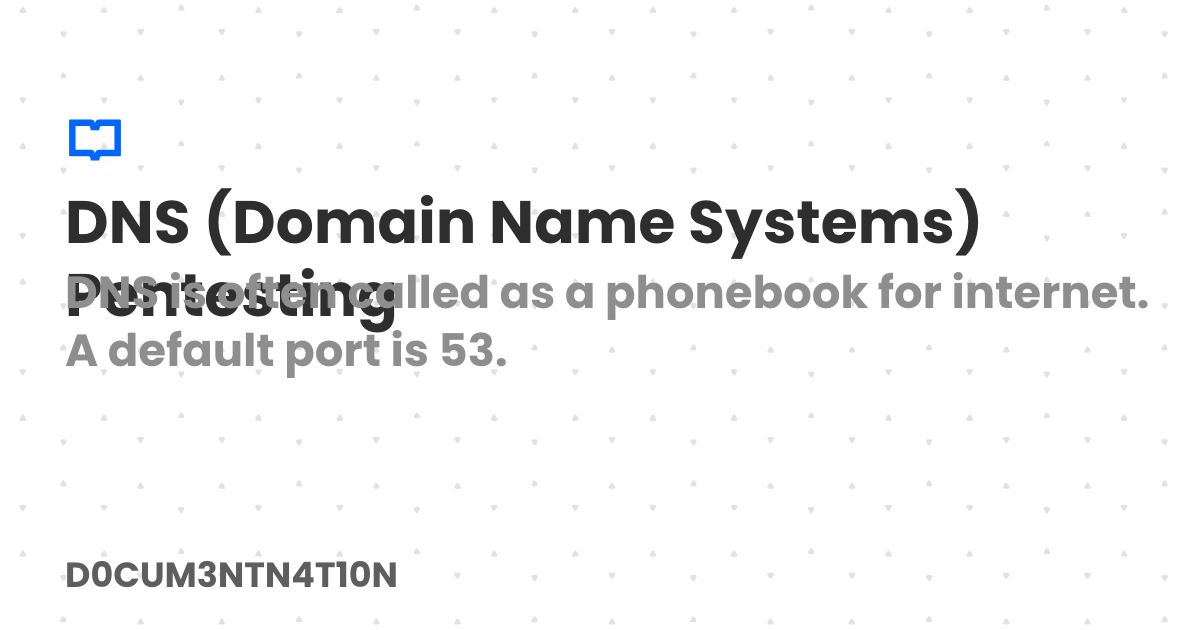 DNS (Domain Name Systems)
Pentesting
DNS is often called as a phonebook for internet.
A default port is 53.
D0CUM3NTN4T10N